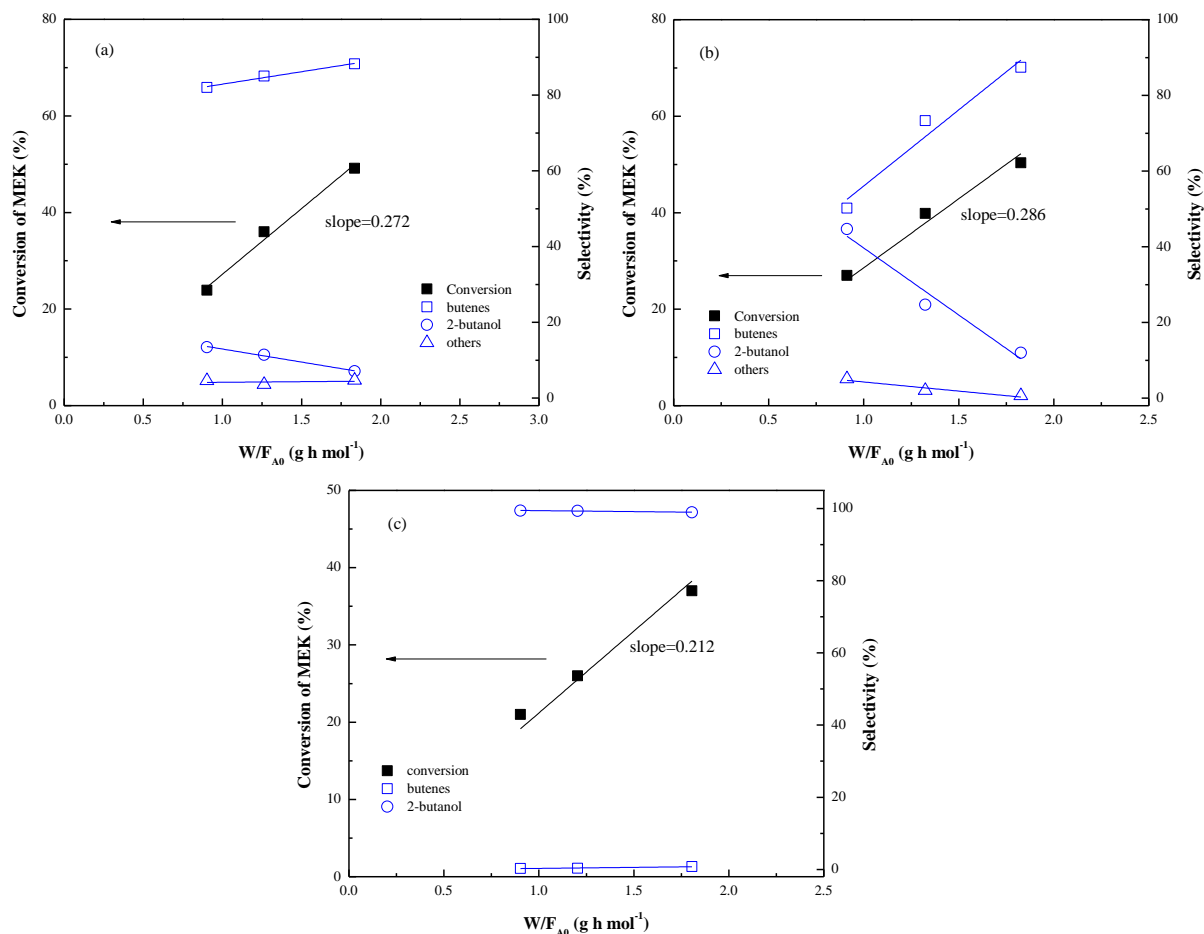 (a)
Conversion of MEK (%)
80
60
40
20
0
slope=0.272
Conversion
butenes
2-butanol
others
100
80
60
40
20
0
Selectivity (%)
0.0 0.5 1.0 1.5 2.0 2.5 3.0
W/F_A0 (g h mol^-1)
(b)
Conversion of MEK (%)
80
60
40
20
0
slope=0.286
Conversion
butenes
2-butanol
others
100
80
60
40
20
0
Selectivity (%)
0.0 0.5 1.0 1.5 2.0 2.5
W/F_A0 (g h mol^-1)
(c)
Conversion of MEK (%)
50
40
30
20
10
0
slope=0.212
conversion
butenes
2-butanol
100
80
60
40
20
0
Selectivity (%)
0.0 0.5 1.0 1.5 2.0 2.5
W/F_A0 (g h mol^-1)